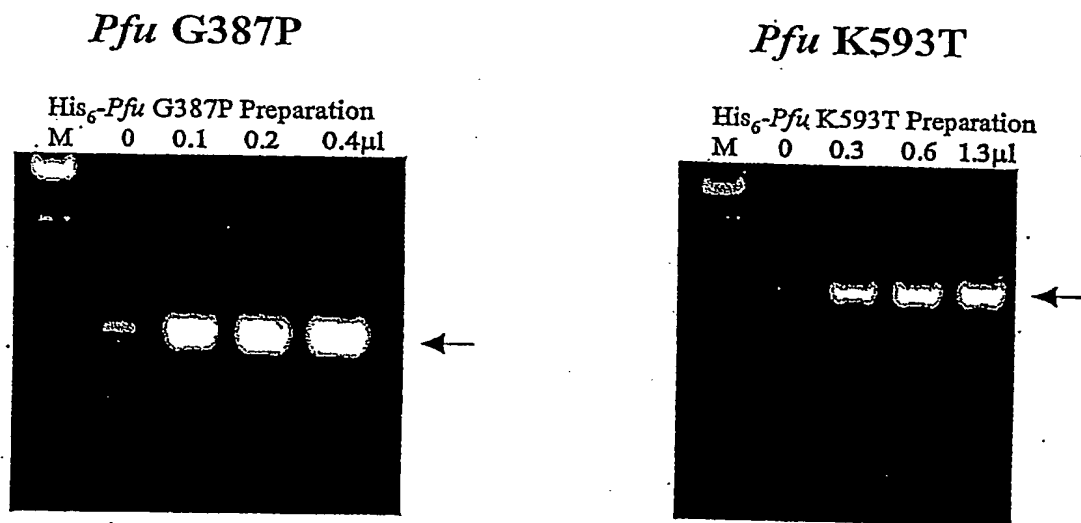 Pfu G387P
His₆-Pfu G387P Preparation
M 0 0.1 0.2 0.4µl
Pfu K593T
His₆-Pfu K593T Preparation
M 0 0.3 0.6 1.3µl